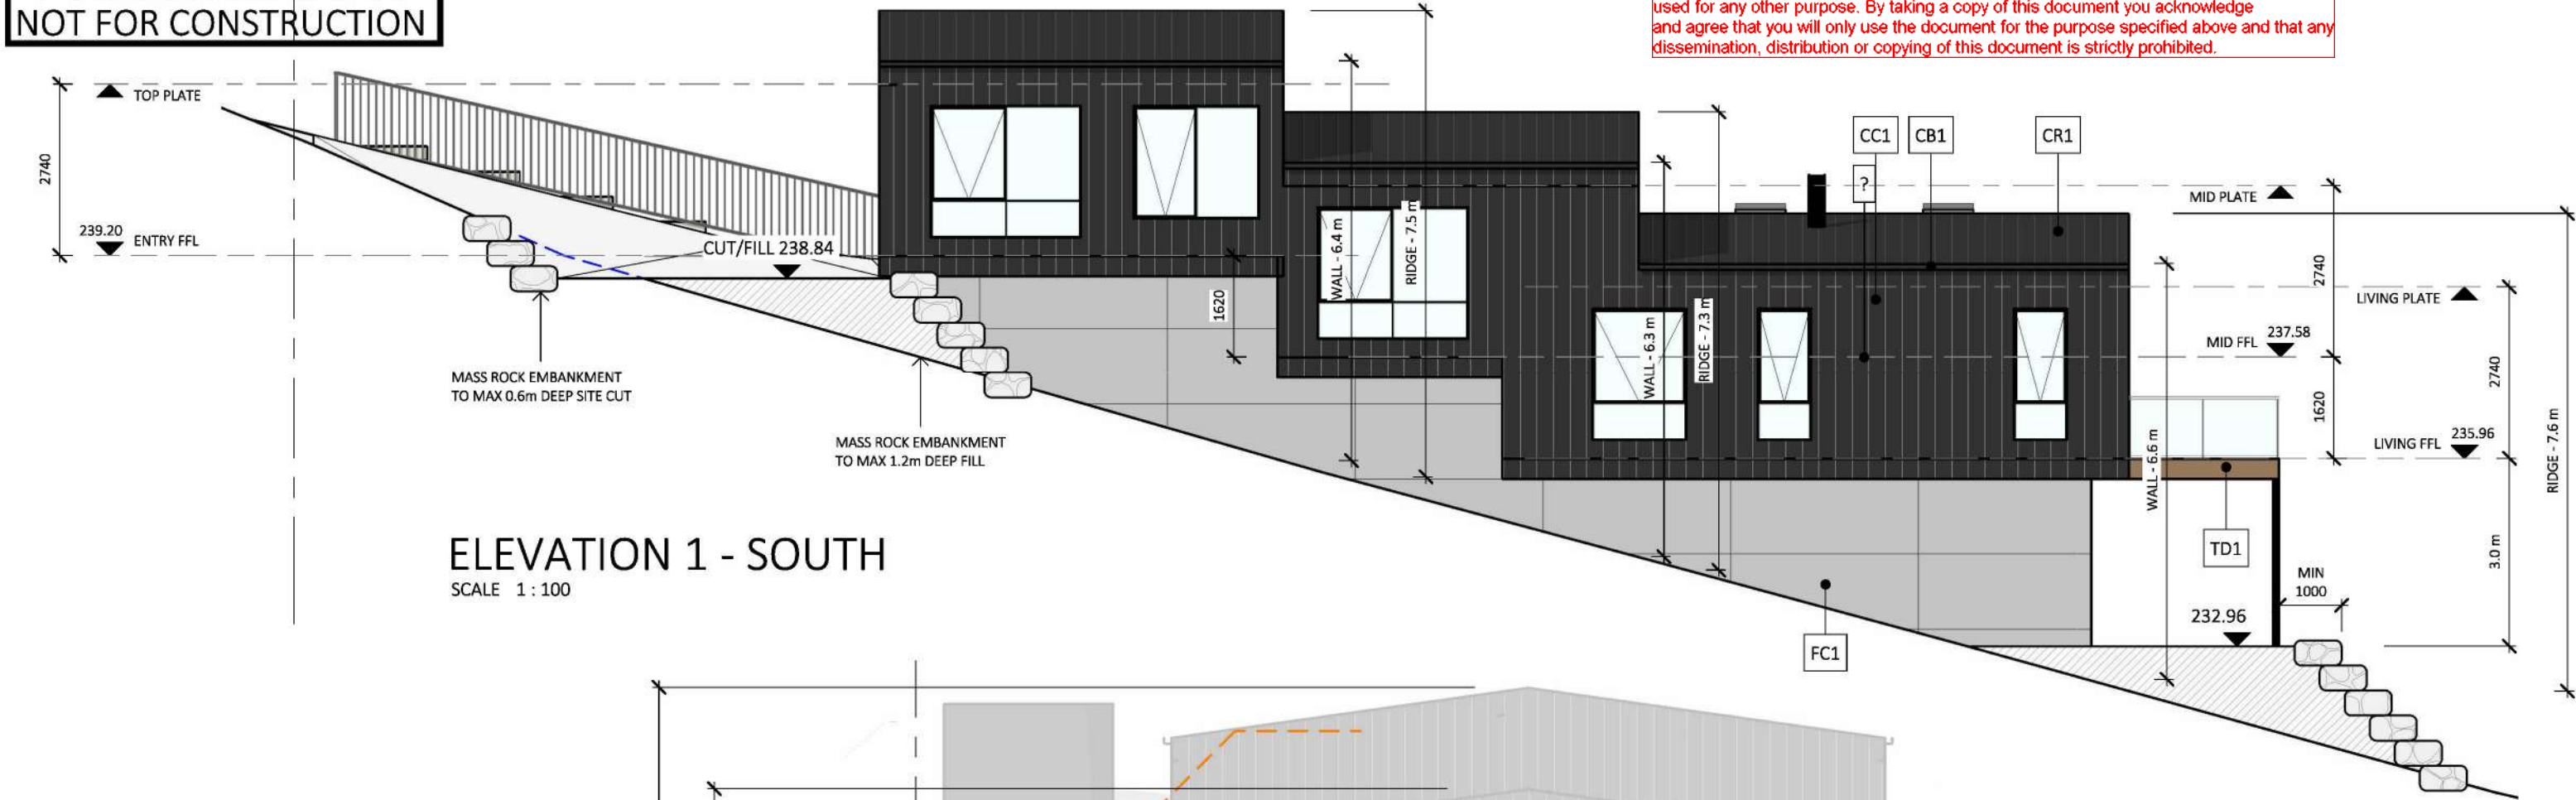 NOT FOR CONSTRUCTION
used for any other purpose. By taking a copy of this document you acknowledge
and agree that you will only use the document for the purpose specified above and that any
dissemination, distribution or copying of this document is strictly prohibited.
TOP PLATE
2740
239.20
ENTRY FFL
CUT/FILL 238.84
MASS ROCK EMBANKMENT
TO MAX 0.6m DEEP SITE CUT
MASS ROCK EMBANKMENT
TO MAX 1.2m DEEP FILL
1620
WALL - 6.4 m
RIDGE - 7.5 m
WALL - 6.3 m
RIDGE - 7.3 m
CC1
CB1
CR1
?
MID PLATE
2740
LIVING PLATE
237.58
MID FFL
2740
1620
235.96
LIVING FFL
WALL - 6.6 m
RIDGE - 7.6 m
TD1
3.0 m
MIN
1000
232.96
FC1
ELEVATION 1 - SOUTH
SCALE 1 : 100